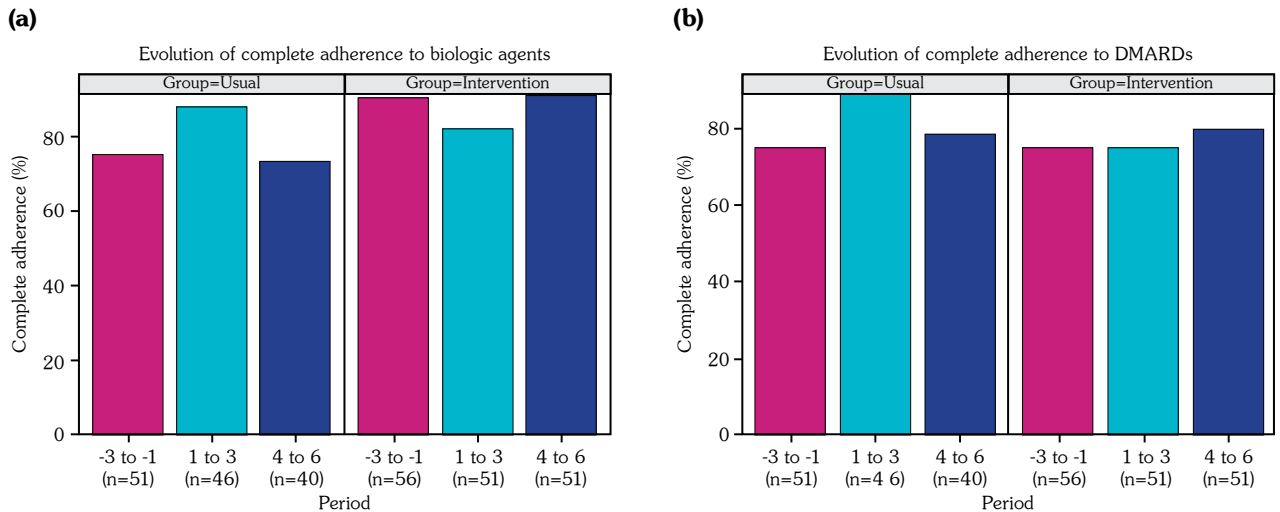 (a)
Evolution of complete adherence to biologic agents
Group=Usual
Group=Intervention
Complete adherence (%)
80
60
40
20
0
-3 to -1 1 to 3 4 to 6 -3 to -1 1 to 3 4 to 6
(n=51) (n=46) (n=40) (n=56) (n=51) (n=51)
Period
(b)
Evolution of complete adherence to DMARDs
Group=Usual
Group=Intervention
Complete adherence (%)
80
60
40
20
0
-3 to -1 1 to 3 4 to 6 -3 to -1 1 to 3 4 to 6
(n=51) (n=4 6) (n=40) (n=56) (n=51) (n=51)
Period